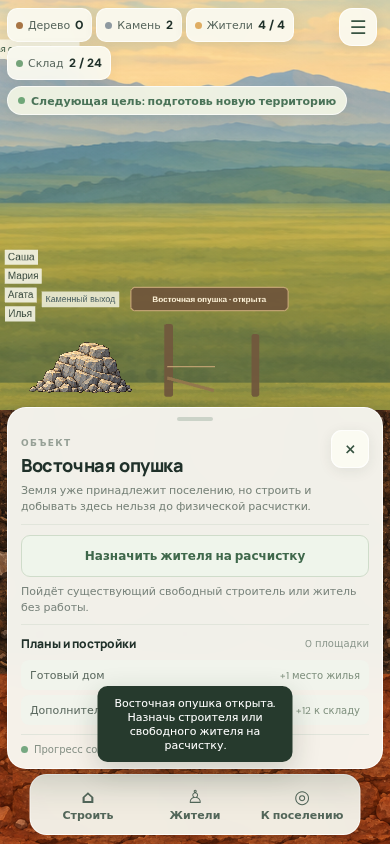 Дерево 0
Камень 2
Жители 4 / 4
Склад 2 / 24
Следующая цель: подготовь новую территорию
Саша
Мария
Агата
Илья
Каменный выход
Восточная опушка · открыта
ОБЪЕКТ
Восточная опушка
Земля уже принадлежит поселению, но строить и
добывать здесь нельзя до физической расчистки.
Назначить жителя на расчистку
Пойдёт существующий свободный строитель или житель
без работы.
Планы и постройки
0 площадки
Готовый дом
+1 место жилья
Дополнител
+12 к складу
Восточная опушка открыта.
Назначь строителя или
свободного жителя на
расчистку.
Прогресс со
Строить
Жители
К поселению